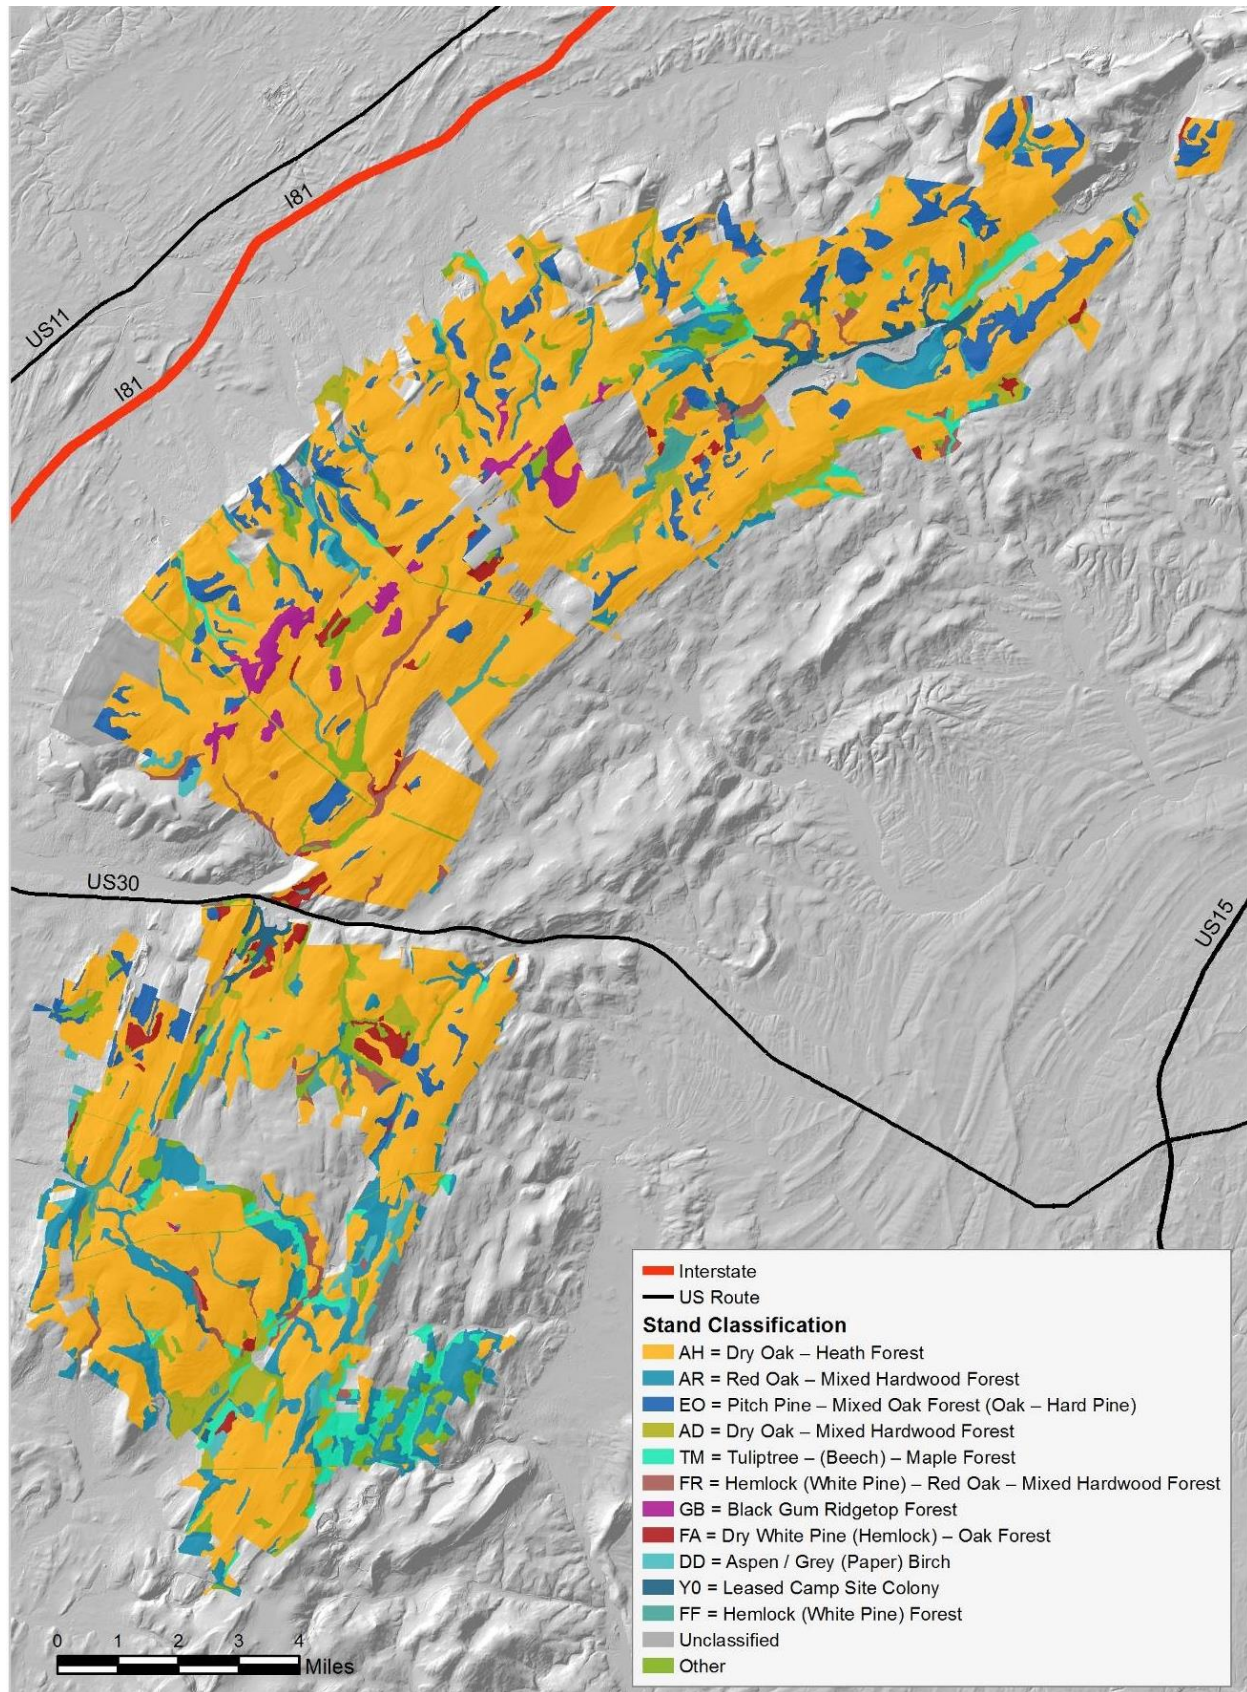 I81
US11
I81
US30
US15
Interstate
US Route
Stand Classification
AH = Dry Oak – Heath Forest
AR = Red Oak – Mixed Hardwood Forest
EO = Pitch Pine – Mixed Oak Forest (Oak – Hard Pine)
AD = Dry Oak – Mixed Hardwood Forest
TM = Tuliptree – (Beech) – Maple Forest
FR = Hemlock (White Pine) – Red Oak – Mixed Hardwood Forest
GB = Black Gum Ridgetop Forest
FA = Dry White Pine (Hemlock) – Oak Forest
DD = Aspen / Grey (Paper) Birch
Y0 = Leased Camp Site Colony
FF = Hemlock (White Pine) Forest
Unclassified
Other
0 1 2 3 4
Miles